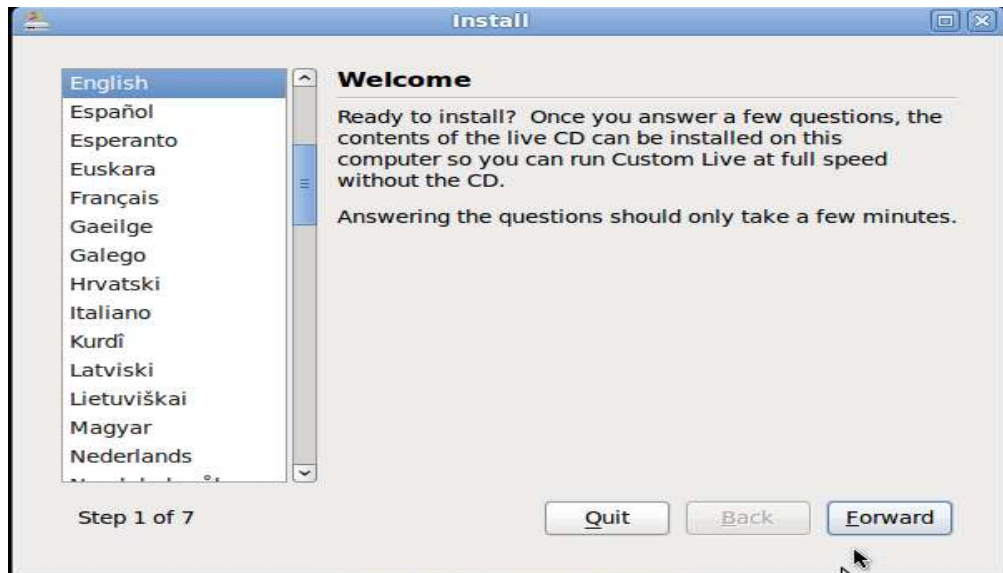 Install
English
Español
Esperanto
Euskara
Français
Gaeilge
Galego
Hrvatski
Italiano
Kurdî
Latviski
Lietuviškai
Magyar
Nederlands
Welcome
Ready to install?  Once you answer a few questions, the
contents of the live CD can be installed on this
computer so you can run Custom Live at full speed
without the CD.
Answering the questions should only take a few minutes.
Step 1 of 7
Quit
Back
Forward